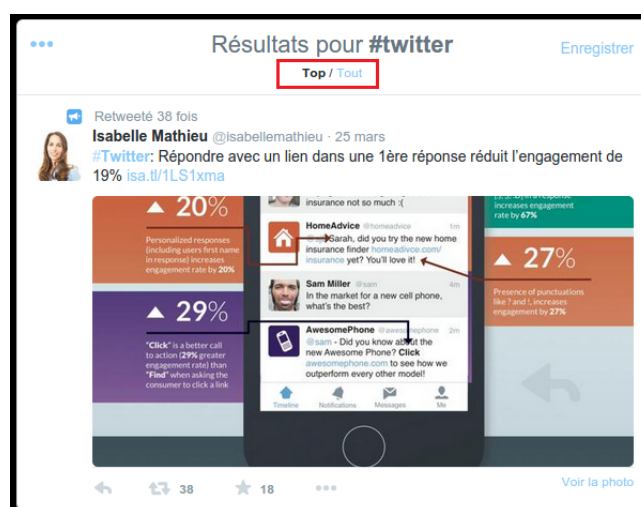 Résultats pour #twitter
Enregistrer
Top / Tout
Retweeté 38 fois
Isabelle Mathieu @isabellemathieu · 25 mars
#Twitter: Répondre avec un lien dans une 1ère réponse réduit l'engagement de
19% isa.tl/1LS1xma
20%
Personalized responses
(including users first name
in response) increases
engagement rate by 20%
29%
"Click" is a better call
to action (29% greater
engagement rate) than
"Find" when asking the
consumer to click a link
insurance not so much :(
HomeAdvice @homeadvice 1m
Sarah, did you try the new home
insurance finder homeadvice.com/
insurance yet? You'll love it!
Sam Miller @sam 4m
In the market for a new cell phone,
what's the best?
AwesomePhone @awesomephone 2m
@sam - Did you know about the
new Awesome Phone? Click
awesomephone.com to see how we
outperform every other model!
Timeline Notifications Messages Me
increases engagement
rate by 67%
27%
Presence of punctuations
like ? and !, increases
engagement by 27%
38 18
Voir la photo